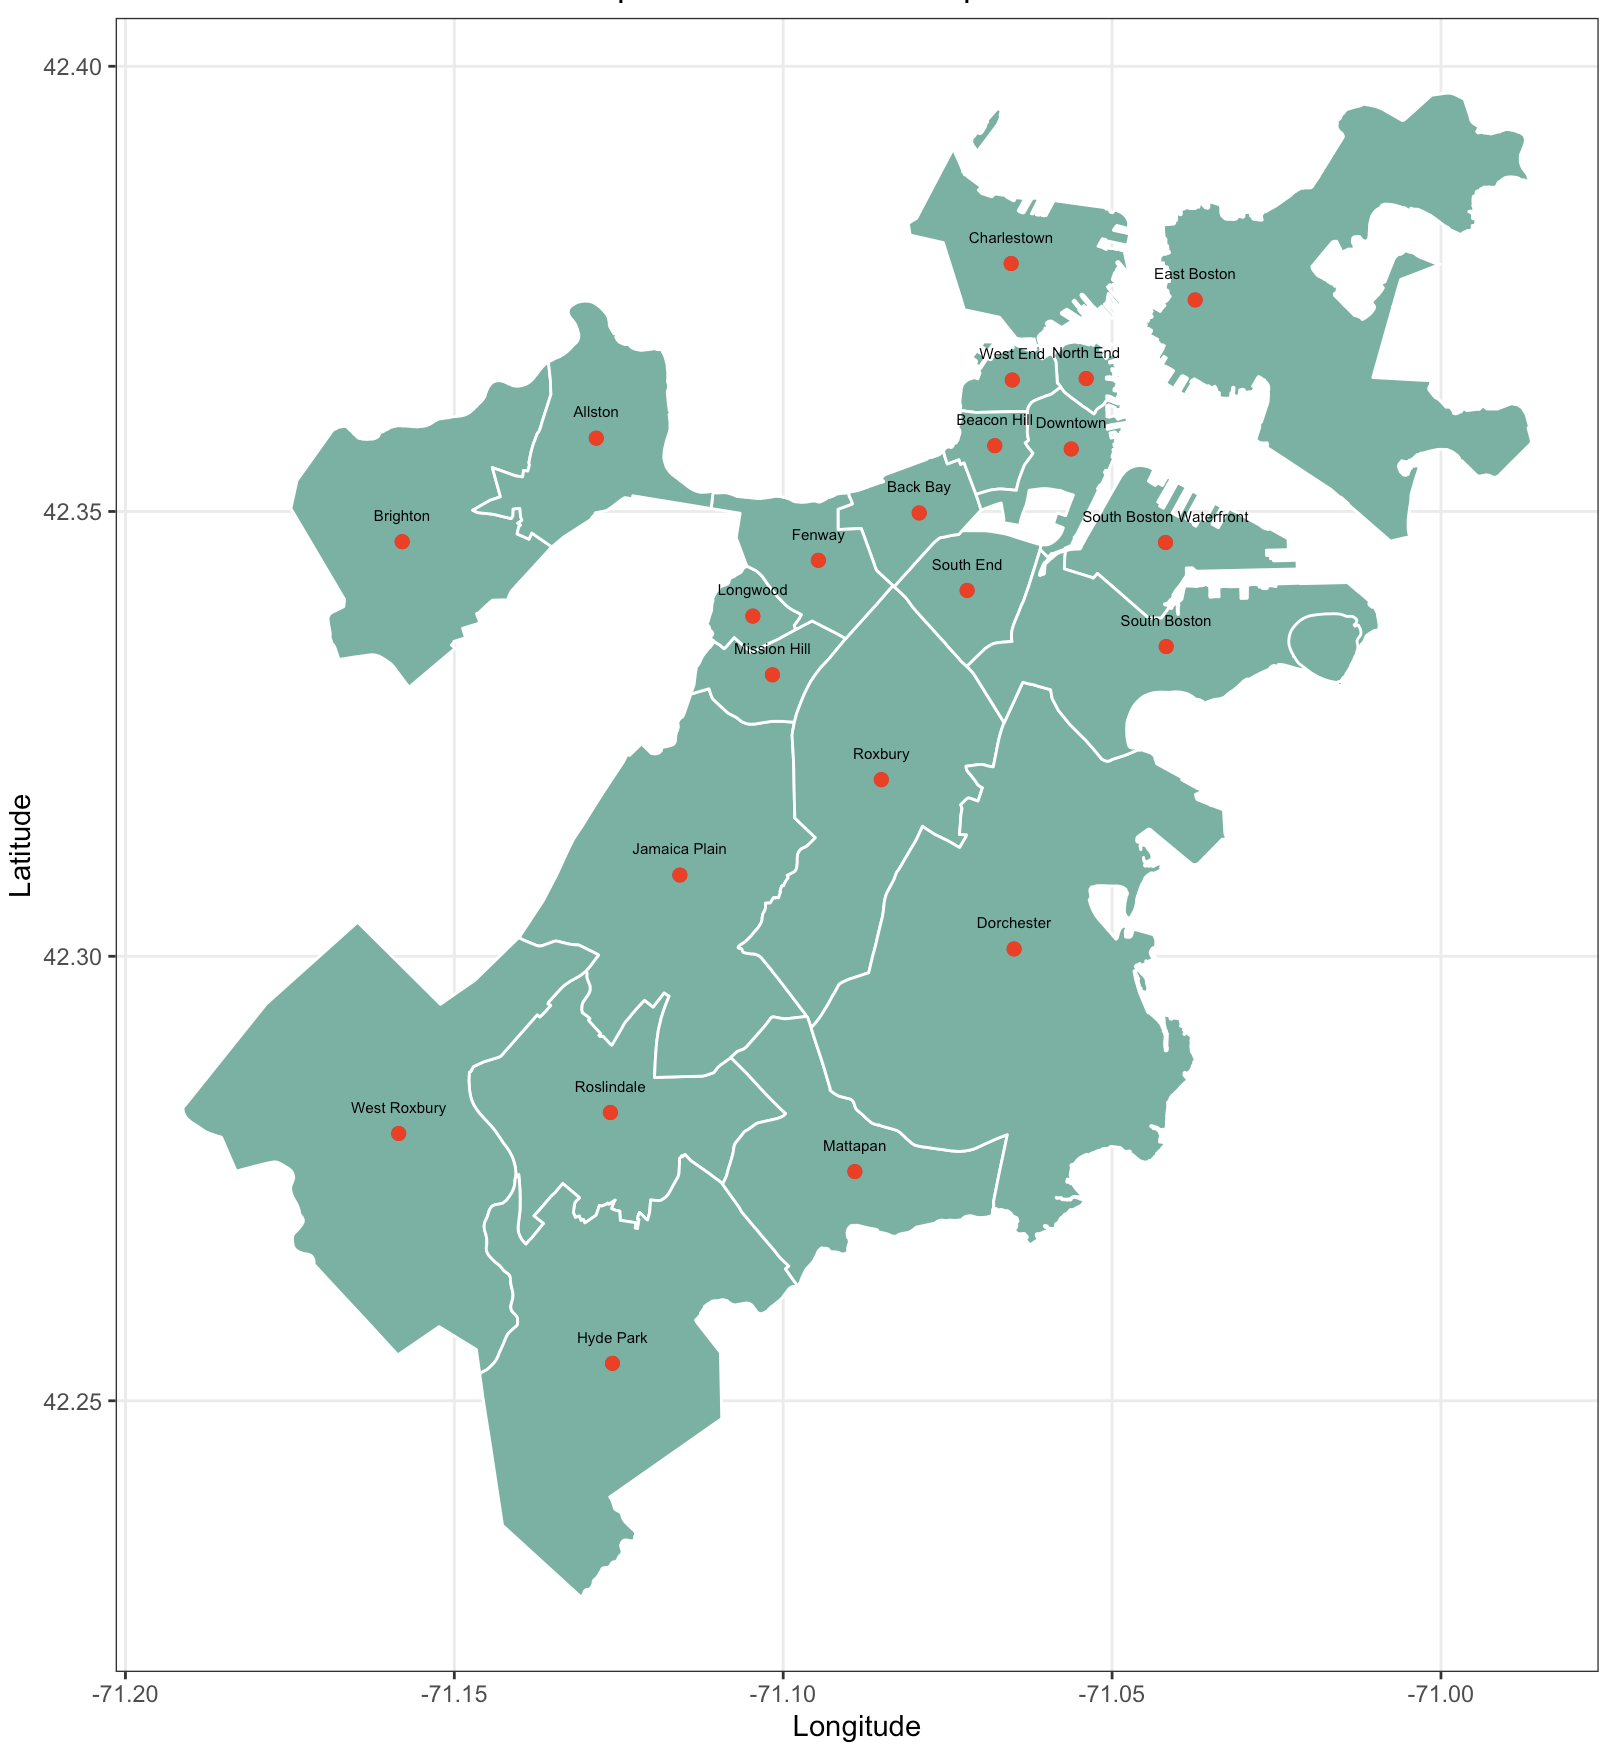 42.40
Charlestown
East Boston
West End
North End
Allston
Beacon Hill
Downtown
Back Bay
42.35
Brighton
South Boston Waterfront
Fenway
South End
Longwood
South Boston
Mission Hill
Roxbury
Latitude
Jamaica Plain
Dorchester
42.30
Roslindale
West Roxbury
Mattapan
Hyde Park
42.25
-71.20
-71.15
-71.10
-71.05
-71.00
Longitude